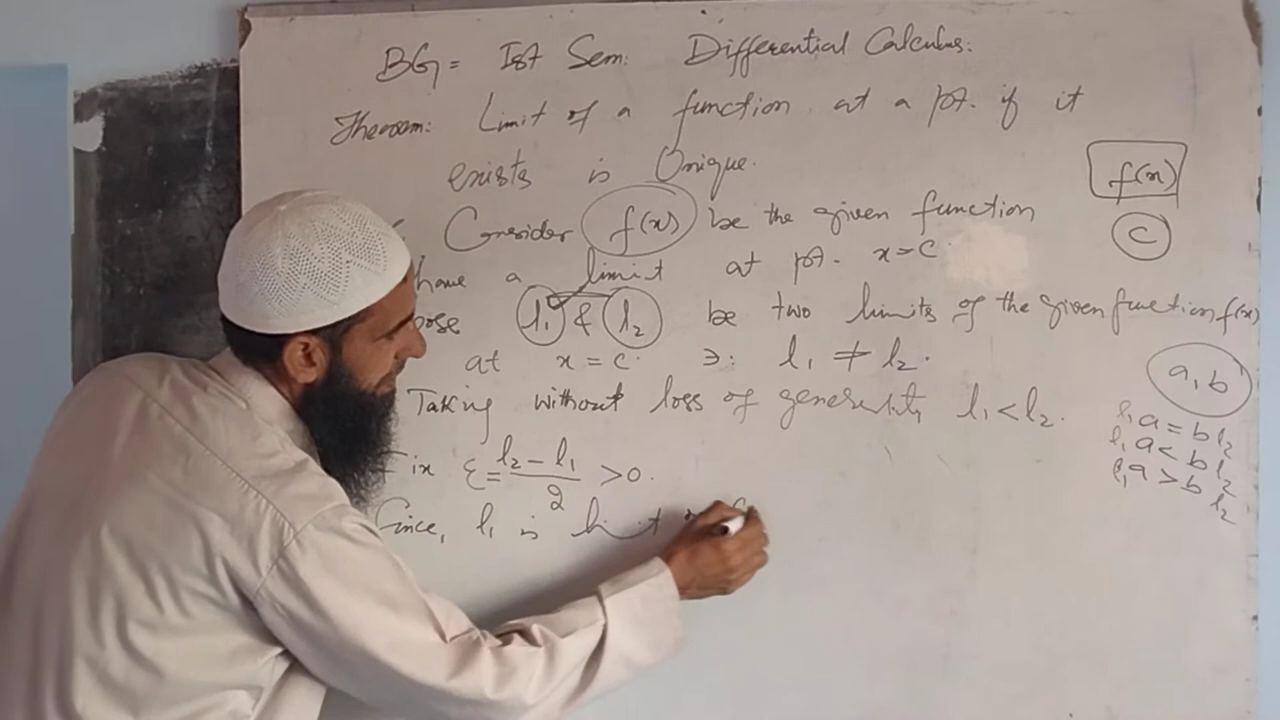 BG = Ist Sem: Differential Calculus:
Theorem: Limit of a function at a pt. if it
exists is Unique.
f(x)
Consider f(x) be the given function
c
have a limit at pt. x=c
pose l₁ & l₂ be two limits of the given function f(x)
at x=c. ∋: l₁ ≠ l₂.
a, b
Taking without loss of generality l₁<l₂.
l₁ a = b l₂
l₁ a < b l₂
l₁ a > b l₂
Fix ε = (l₂ - l₁)/2 >0.
Since, l₁ is limit